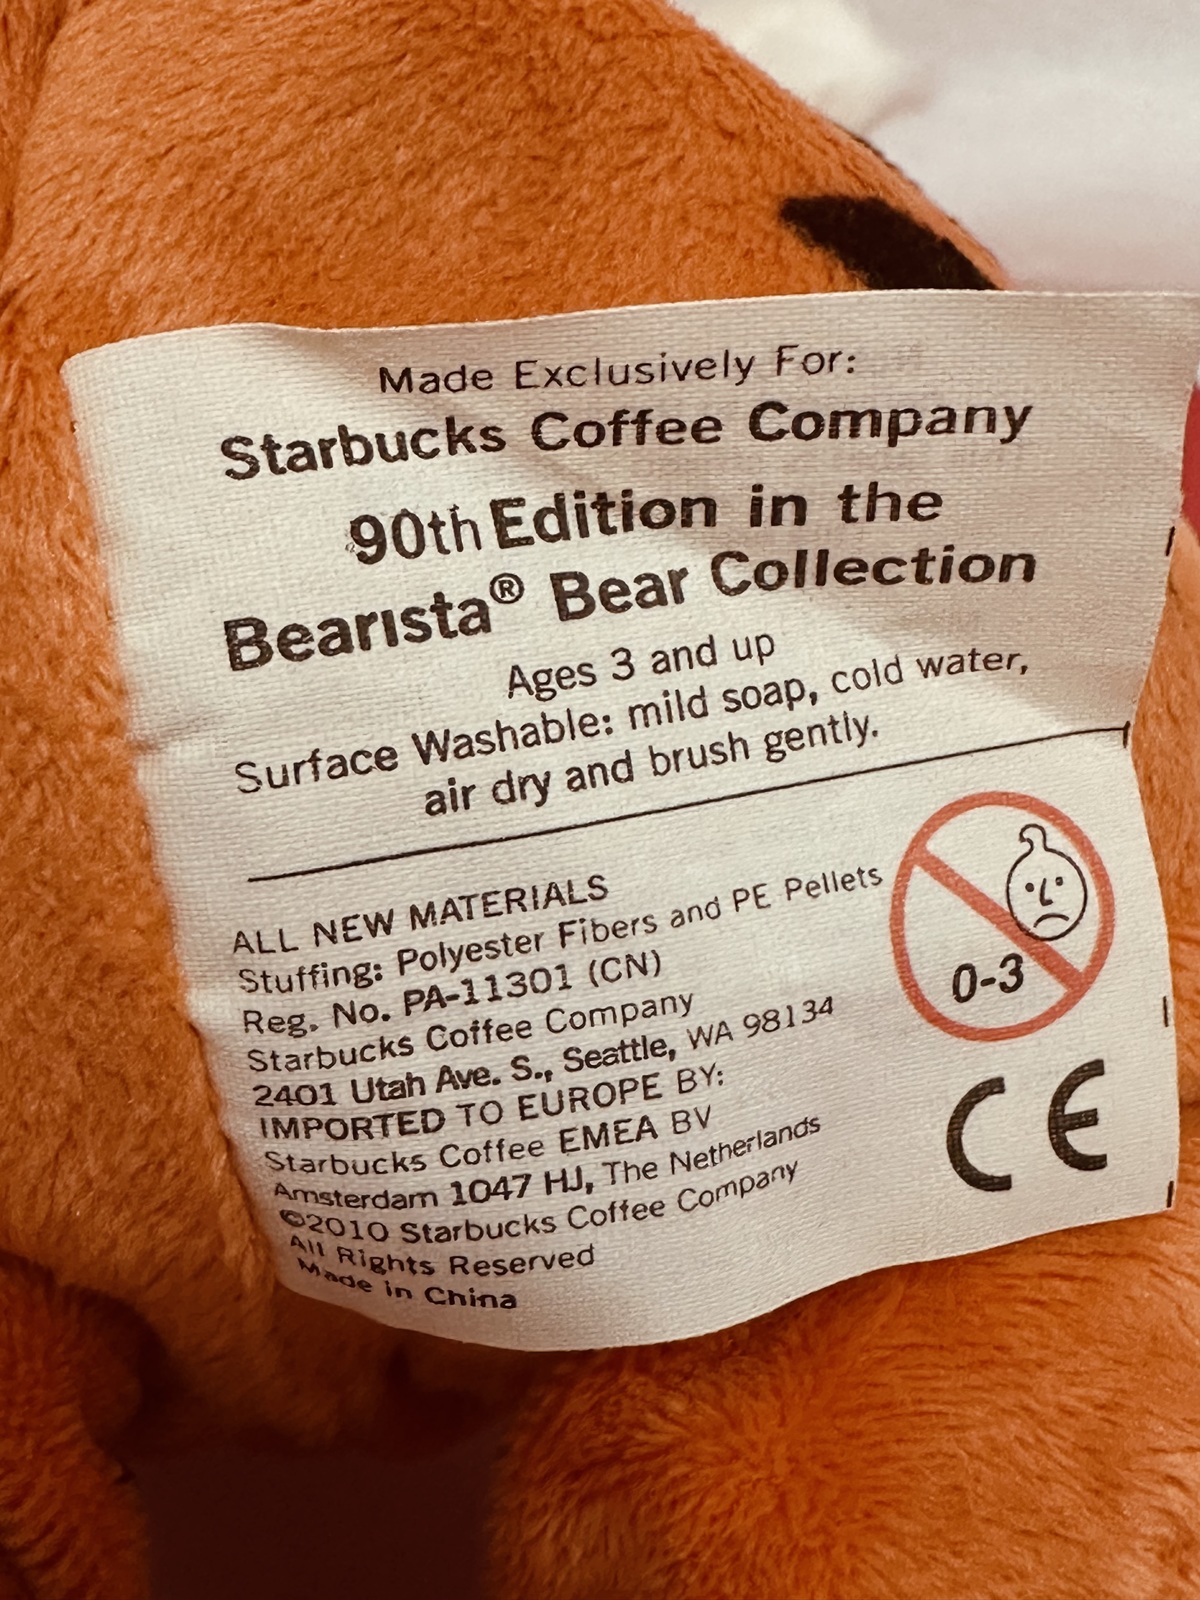 Made Exclusively For:
Starbucks Coffee Company
90th Edition in the
Bearista® Bear Collection
Ages 3 and up
Surface Washable: mild soap, cold water,
air dry and brush gently.
ALL NEW MATERIALS
Stuffing: Polyester Fibers and PE Pellets
Reg. No. PA-11301 (CN)
Starbucks Coffee Company
2401 Utah Ave. S., Seattle, WA 98134
IMPORTED TO EUROPE BY:
Starbucks Coffee EMEA BV
Amsterdam 1047 HJ, The Netherlands
©2010 Starbucks Coffee Company
All Rights Reserved
Made in China
0-3
CE